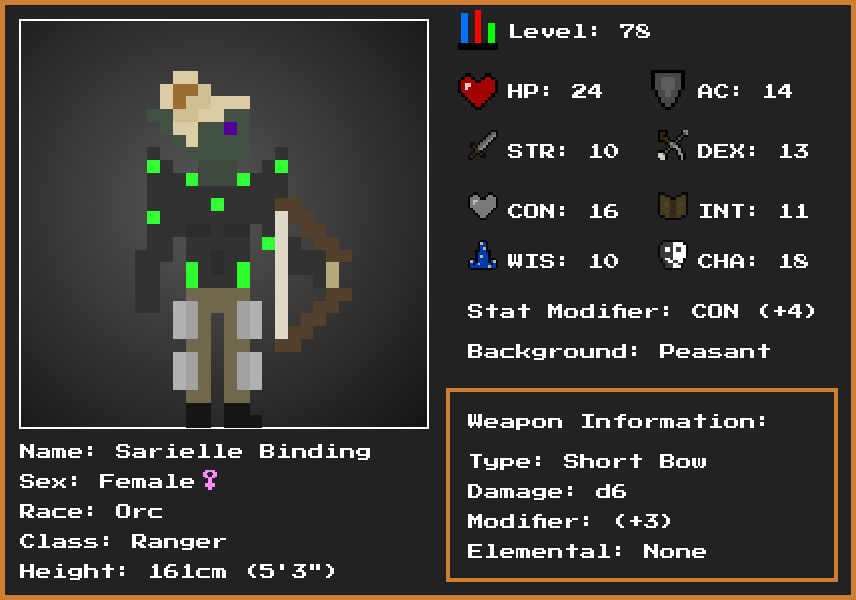 Level: 78
HP: 24 AC: 14
STR: 10 DEX: 13
CON: 16 INT: 11
WIS: 10 CHA: 18
Stat Modifier: CON (+4)
Background: Peasant
Weapon Information:
Type: Short Bow
Damage: d6
Modifier: (+3)
Elemental: None
Name: Sarielle Binding
Sex: Female♀
Race: Orc
Class: Ranger
Height: 161cm (5'3")